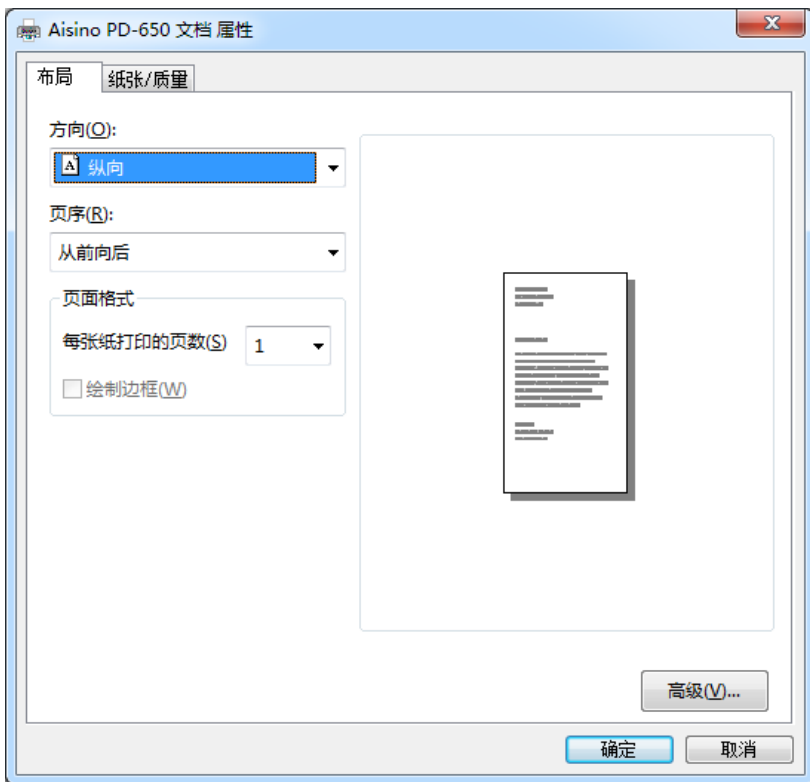 Aisino PD-650 文档 属性
布局
纸张/质量
方向(O):
A 纵向
页序(R):
从前向后
页面格式
每张纸打印的页数(S) 1
绘制边框(W)
高级(V)...
确定 取消